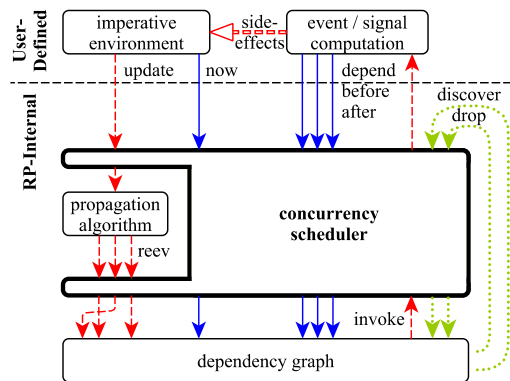 User-
Defined
imperative
environment
side-
effects
event / signal
computation
update
now
depend
before
after
discover
drop
RP-Internal
propagation
algorithm
reev
concurrency
scheduler
invoke
dependency graph